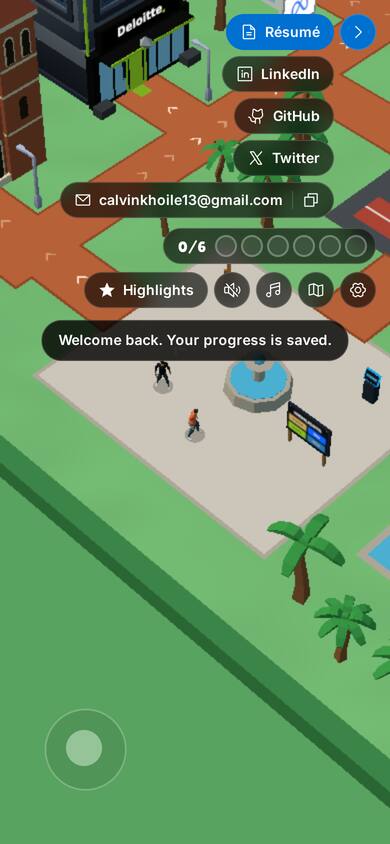 Deloitte.
Résumé
LinkedIn
GitHub
Twitter
calvinkhoile13@gmail.com
0/6
Highlights
Welcome back. Your progress is saved.